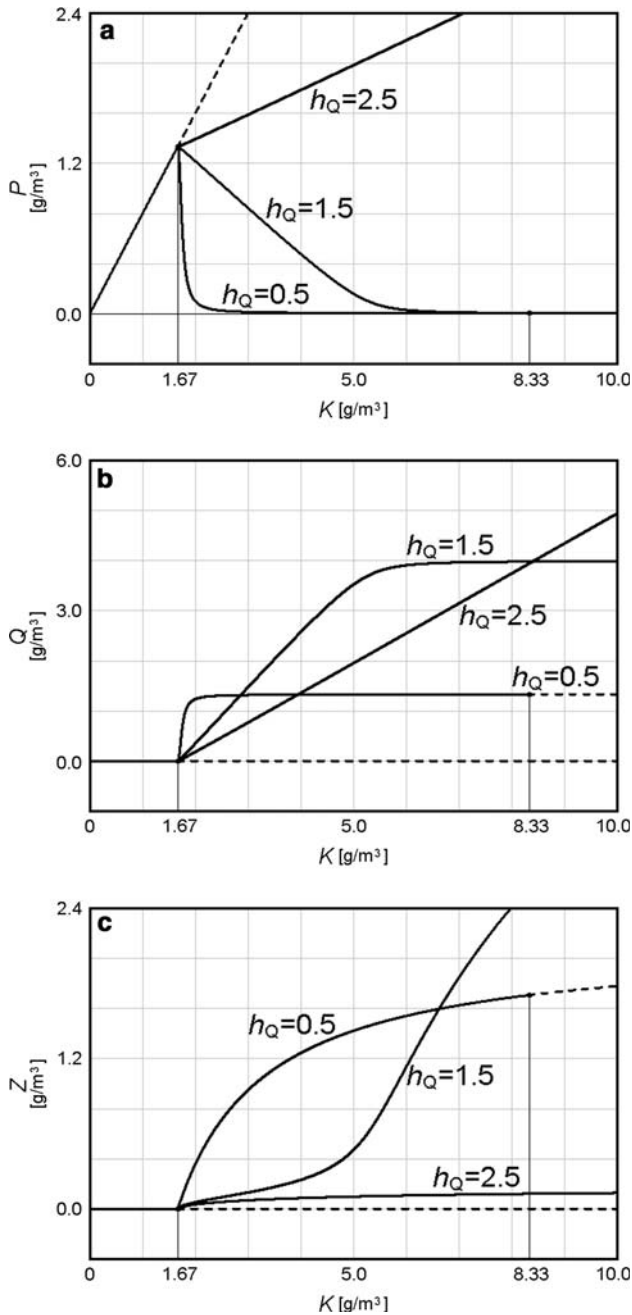 a
2.4
h_Q=2.5
1.2
P
[g/m³]
h_Q=1.5
h_Q=0.5
0.0
0 1.67 5.0 8.33 10.0
K [g/m³]
b
6.0
h_Q=1.5
3.0
Q
[g/m³]
h_Q=2.5
h_Q=0.5
0.0
0 1.67 5.0 8.33 10.0
K [g/m³]
c
2.4
h_Q=0.5
1.2
Z
[g/m³]
h_Q=1.5
h_Q=2.5
0.0
0 1.67 5.0 8.33 10.0
K [g/m³]